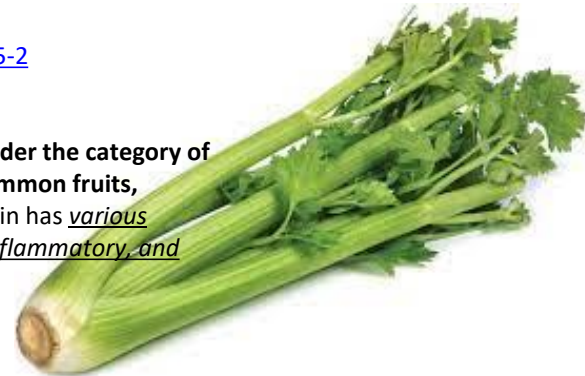 5-2
der the category of
mmon fruits,
in has various
flammatory, and